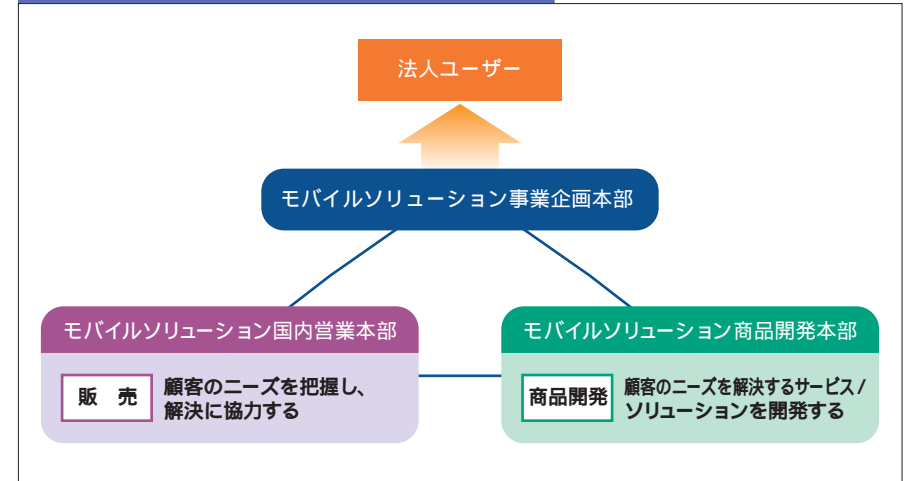 法人ユーザー
モバイルソリューション事業企画本部
モバイルソリューション国内営業本部
販 売
顧客のニーズを把握し、
解決に協力する
モバイルソリューション商品開発本部
商品開発
顧客のニーズを解決するサービス/
ソリューションを開発する